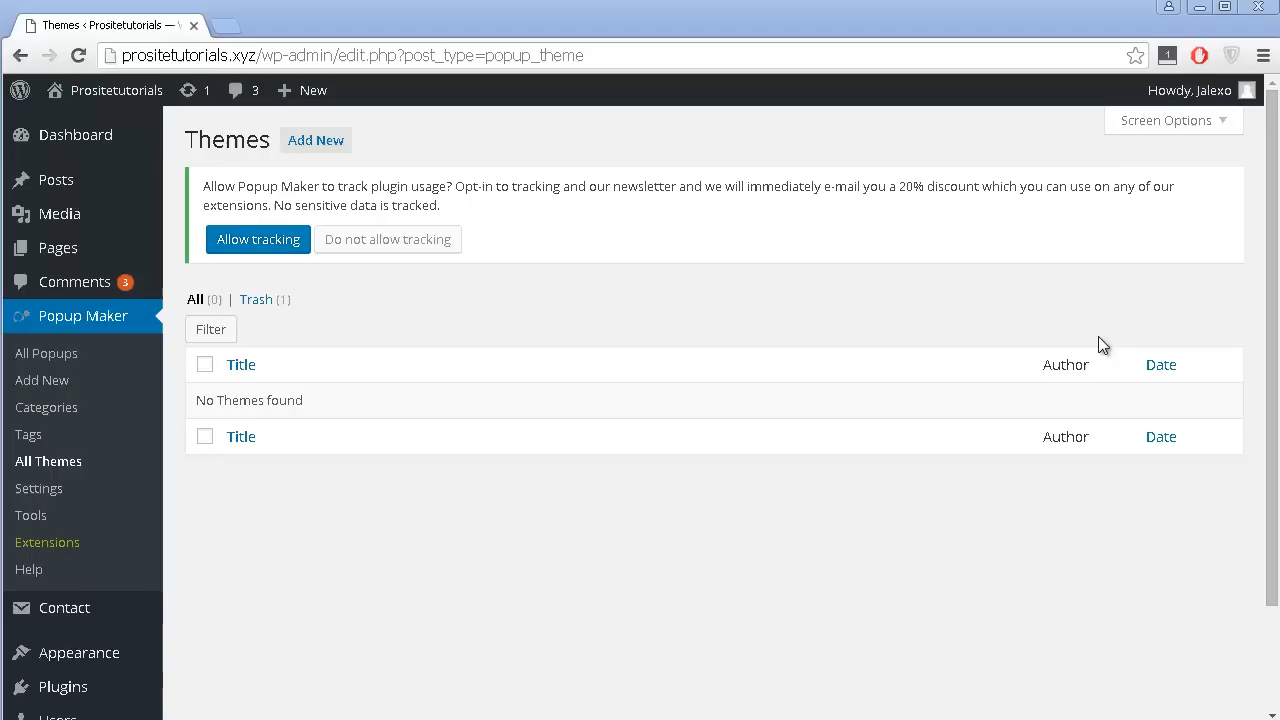 Themes ‹ Prositetutorials —
prositetutorials.xyz/wp-admin/edit.php?post_type=popup_theme
1
Prositetutorials 1 3 New
Howdy, Jalexo
Dashboard
Posts
Media
Pages
Comments 3
Popup Maker
All Popups
Add New
Categories
Tags
All Themes
Settings
Tools
Extensions
Help
Contact
Appearance
Plugins
Users
Screen Options
Themes Add New
Allow Popup Maker to track plugin usage? Opt-in to tracking and our newsletter and we will immediately e-mail you a 20% discount which you can use on any of our
extensions. No sensitive data is tracked.
Allow tracking Do not allow tracking
All (0) | Trash (1)
Filter
Title Author Date
No Themes found
Title Author Date